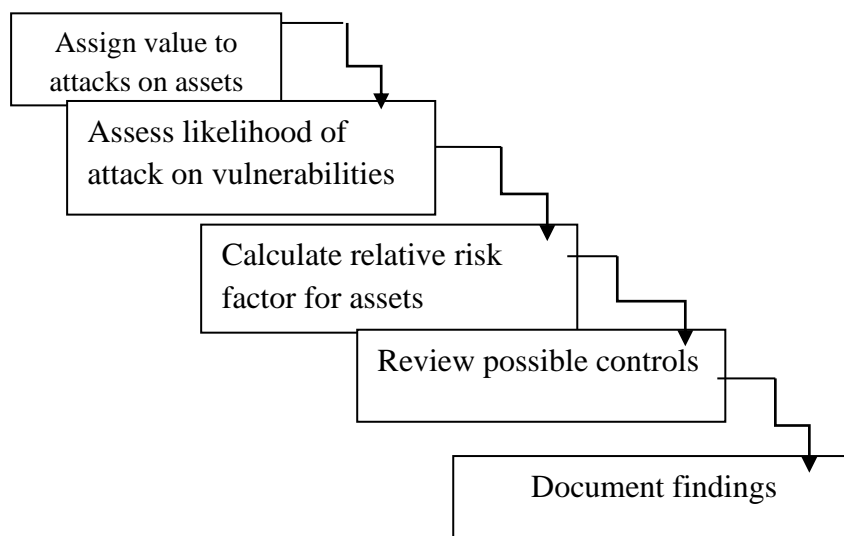 Assign value to
attacks on assets
Assess likelihood of
attack on vulnerabilities
Calculate relative risk
factor for assets
Review possible controls
Document findings